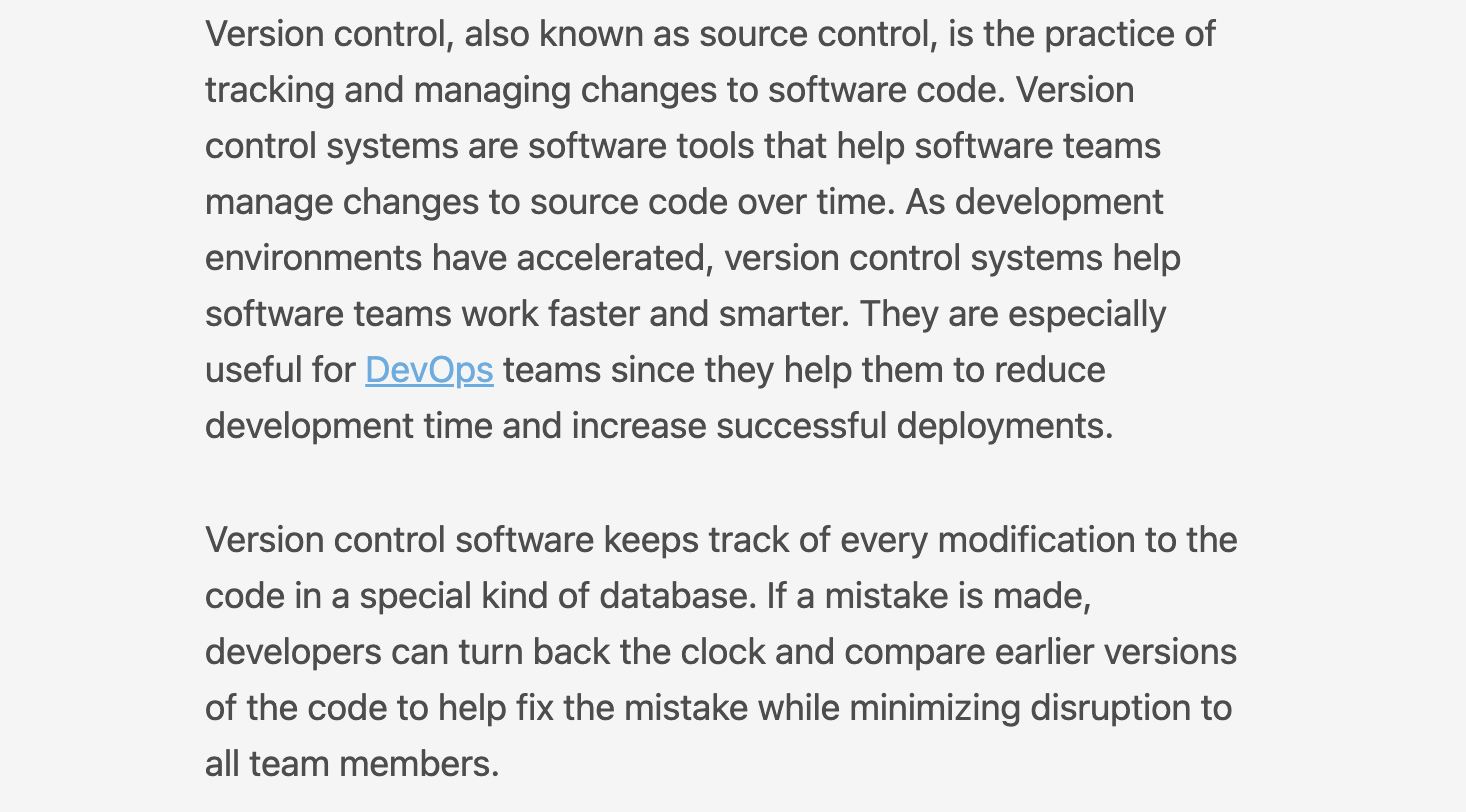 Version control, also known as source control, is the practice of
tracking and managing changes to software code. Version
control systems are software tools that help software teams
manage changes to source code over time. As development
environments have accelerated, version control systems help
software teams work faster and smarter. They are especially
useful for DevOps teams since they help them to reduce
development time and increase successful deployments.
Version control software keeps track of every modification to the
code in a special kind of database. If a mistake is made,
developers can turn back the clock and compare earlier versions
of the code to help fix the mistake while minimizing disruption to
all team members.